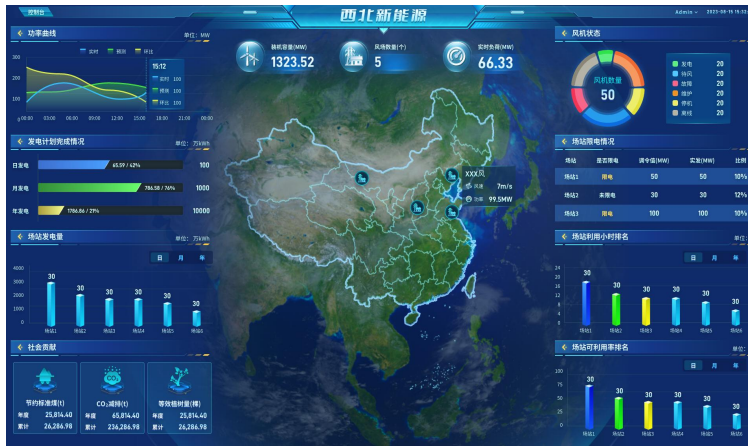 控制台
西北新能源
Admin
2023-08-15 15:33
功率曲线
单位: MW
实时 预测 环比
300
200
100
0
00:00 03:00 06:00 09:00 12:00 15:00 18:00 21:00 00:00
15:12
实时 100
预测 100
环比 100
发电计划完成情况
单位: 万kWh
日发电 65.59 / 42% 100
月发电 786.58 / 76% 1000
年发电 1786.86 / 21% 10000
场站发电量
单位: 万kWh
日 月 年
4000
3000
2000
1000
0
30 30 30 30 30 30
场站1 场站2 场站3 场站4 场站5 场站6
社会贡献
节约标准煤(t)
年度 25,814.40
累计 26,286.98
CO₂减排(t)
年度 65,814.40
累计 236,286.98
等效植树量(棵)
年度 25,814.40
累计 26,286.98
装机容量(MW)
1323.52
风场数量(个)
5
实时负荷(MW)
66.33
XXX风
风速 7m/s
功率 99.5MW
风机状态
风机数量
50
发电 20
待风 20
故障 20
维护 20
停机 20
离线 20
场站限电情况
场站 是否限电 调令值(MW) 实发(MW) 比例
场站1 限电 50 50 10%
场站2 未限电 30 30 12%
场站3 限电 100 100 10%
场站利用小时排名
单位:
日 月 年
24
20
16
12
8
4
0
30 30 30 30 30 30
场站1 场站2 场站3 场站4 场站5 场站6
场站可利用率排名
单位:
日 月 年
100
75
50
25
0
30 30 30 30 30 30
场站1 场站2 场站3 场站4 场站5 场站6